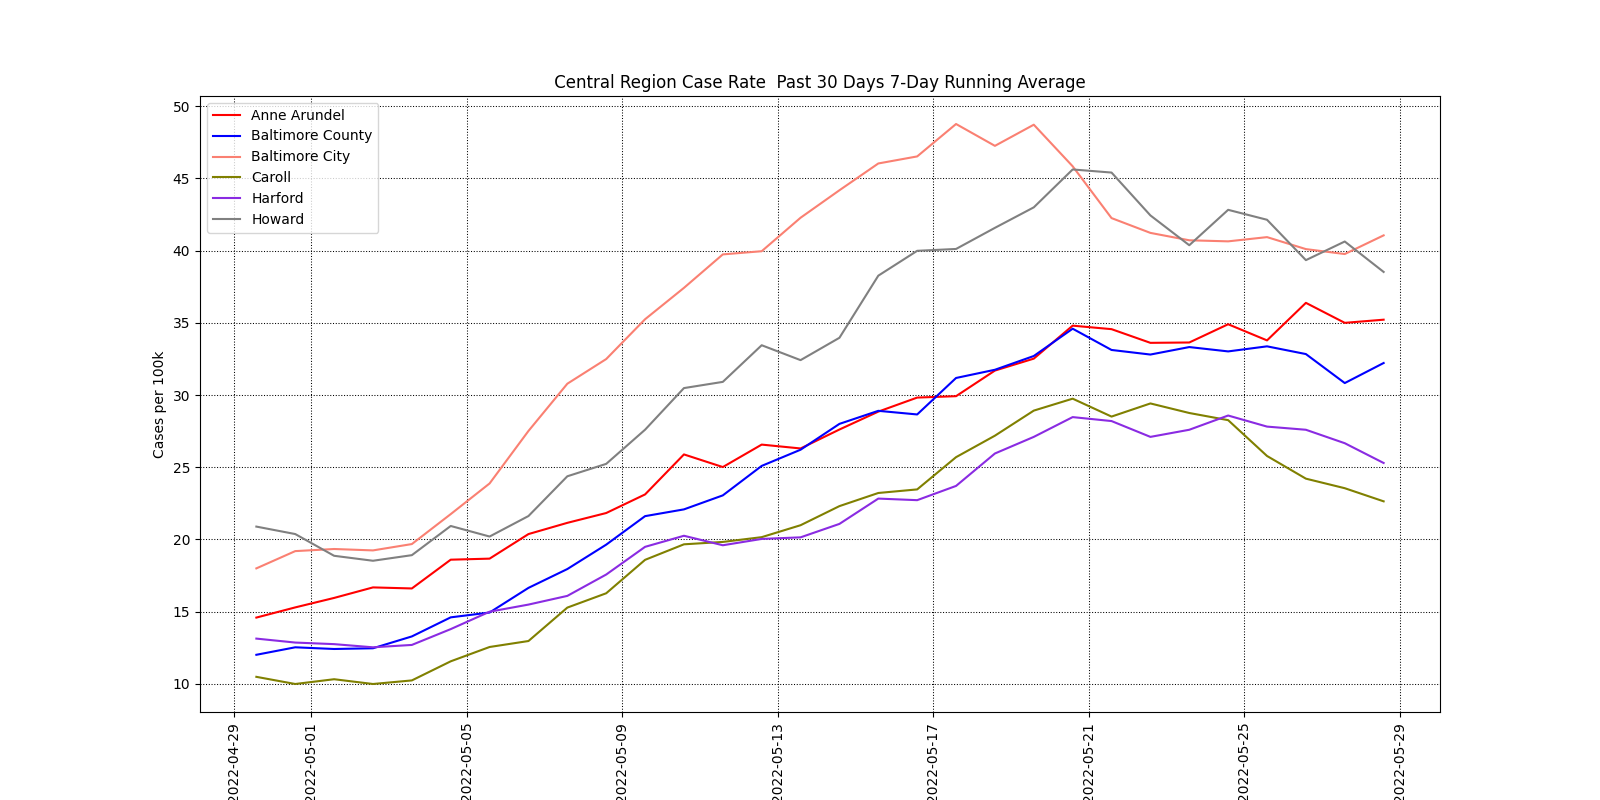 Central Region Case Rate  Past 30 Days 7-Day Running Average
50
45
40
35
30
25
20
15
10
Cases per 100k
Anne Arundel
Baltimore County
Baltimore City
Caroll
Harford
Howard
2022-04-29
2022-05-01
2022-05-05
2022-05-09
2022-05-13
2022-05-17
2022-05-21
2022-05-25
2022-05-29